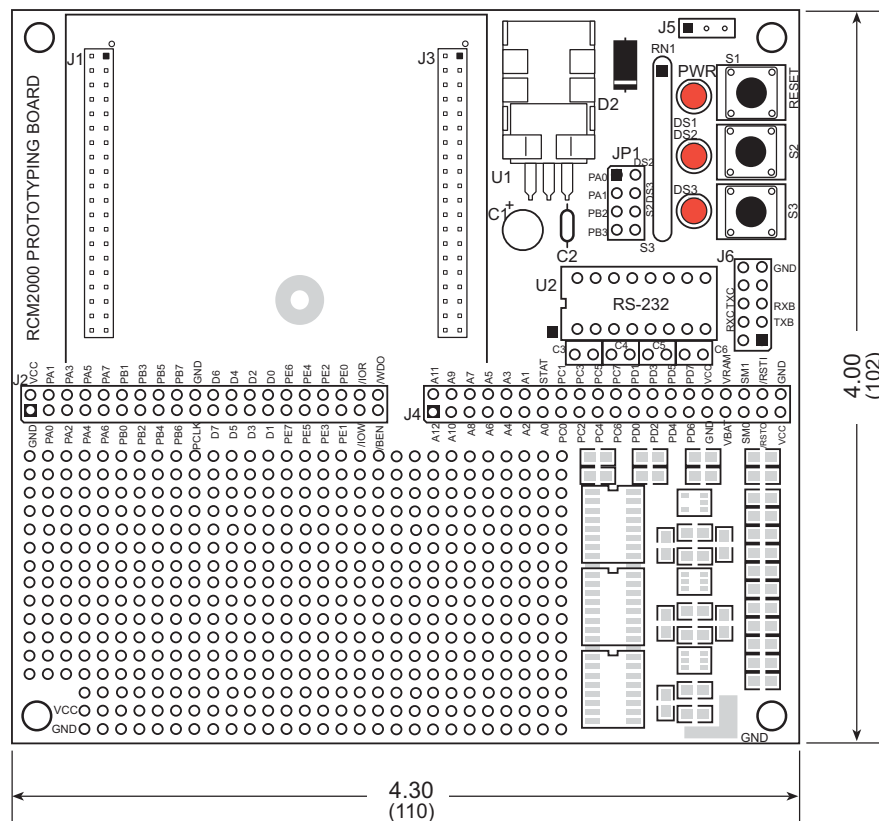 J5
RN1
J1
J3
PWR
S1
RESET
D2
DS1
DS2
S2
DS3
S3
JP1
DS2
PA0
PA1
PB2
PB3
S2DS3
S3
U1
C1
+
C2
RCM2000 PROTOTYPING BOARD
U2
RS-232
J6
GND
TXC
RXC
RXB
TXB
C3
C4
C5
C6
J2
VCC
PA1
PA3
PA5
PA7
PB1
PB3
PB5
PB7
GND
D6
D4
D2
D0
PE6
PE4
PE2
PE0
/IOR
/WDO
GND
PA0
PA2
PA4
PA6
PB0
PB2
PB4
PB6
PCLK
D7
D5
D3
D1
PE7
PE5
PE3
PE1
/IOW
/BEN
J4
A11
A9
A7
A5
A3
A1
STAT
PC1
PC3
PC5
PC7
PD1
PD3
PD5
PD7
VCC
VRAM
SM1
/RSTI
GND
A12
A10
A8
A6
A4
A2
A0
PC0
PC2
PC4
PC6
PD0
PD2
PD4
PD6
GND
VBAT
SM0
/RSTO
VCC
VCC
GND
GND
4.00
(102)
4.30
(110)